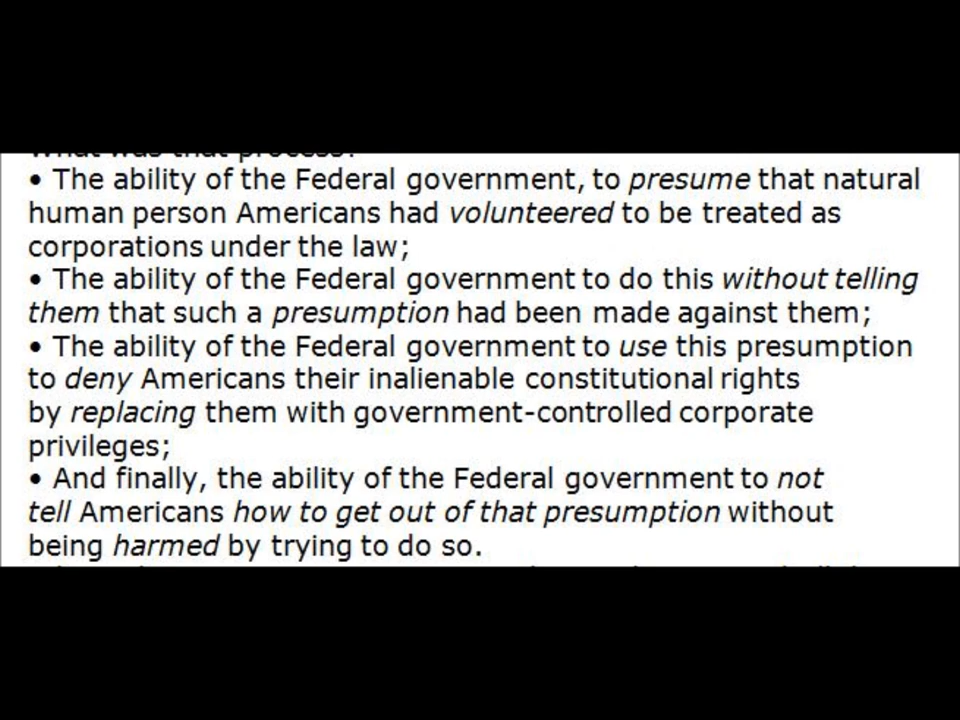 What was that process?
• The ability of the Federal government, to presume that natural
human person Americans had volunteered to be treated as
corporations under the law;
• The ability of the Federal government to do this without telling
them that such a presumption had been made against them;
• The ability of the Federal government to use this presumption
to deny Americans their inalienable constitutional rights
by replacing them with government-controlled corporate
privileges;
• And finally, the ability of the Federal government to not
tell Americans how to get out of that presumption without
being harmed by trying to do so.